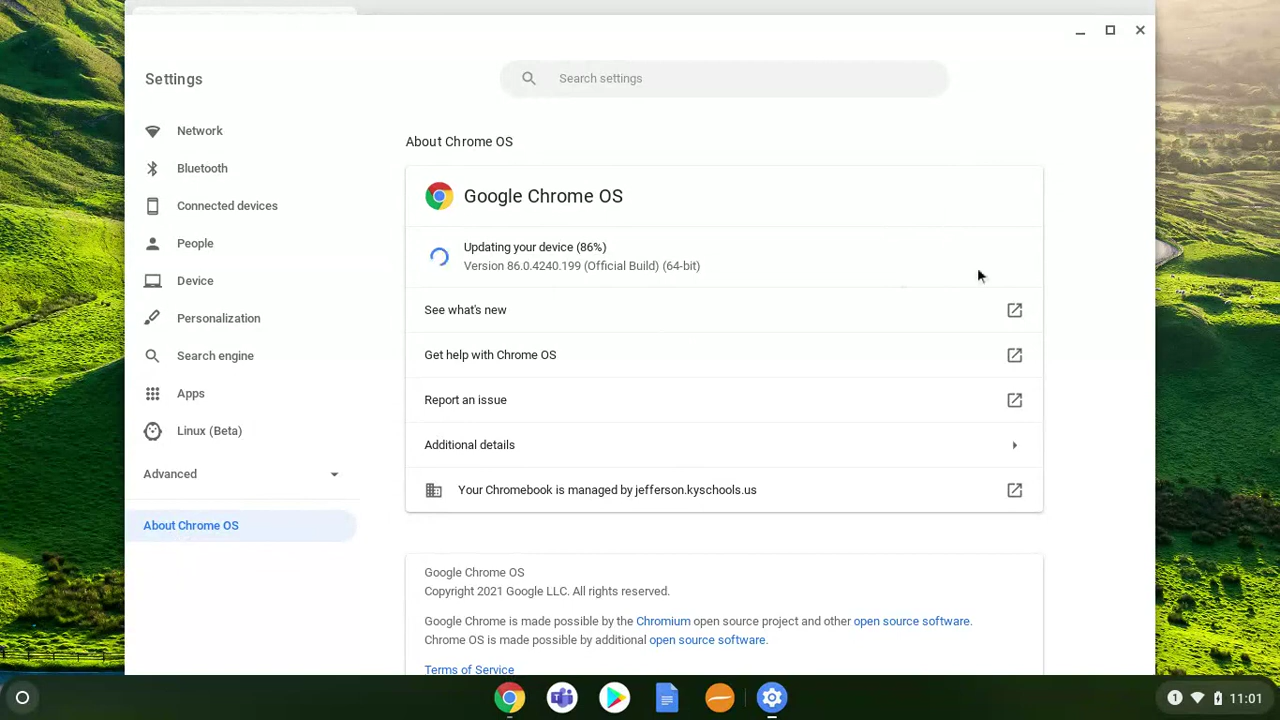 Settings
Search settings
Network
Bluetooth
Connected devices
People
Device
Personalization
Search engine
Apps
Linux (Beta)
Advanced
About Chrome OS
About Chrome OS
Google Chrome OS
Updating your device (86%)
Version 86.0.4240.199 (Official Build) (64-bit)
See what's new
Get help with Chrome OS
Report an issue
Additional details
Your Chromebook is managed by jefferson.kyschools.us
Google Chrome OS
Copyright 2021 Google LLC. All rights reserved.
Google Chrome is made possible by the Chromium open source project and other open source software.
Chrome OS is made possible by additional open source software.
Terms of Service
1 11:01